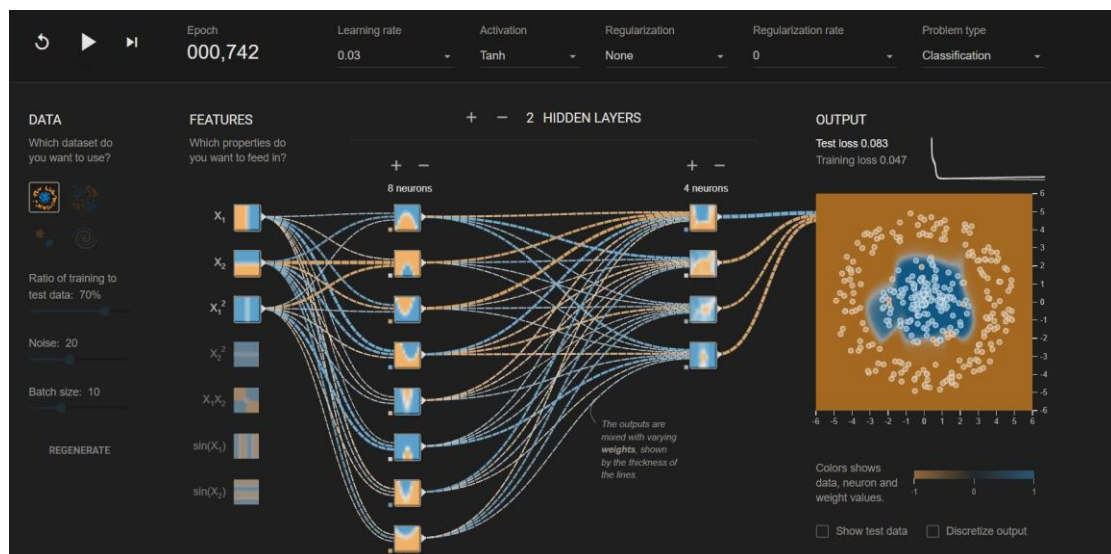 Epoch
000,742
Learning rate
0.03
Activation
Tanh
Regularization
None
Regularization rate
0
Problem type
Classification
DATA
Which dataset do
you want to use?
Ratio of training to
test data: 70%
Noise: 20
Batch size: 10
REGENERATE
FEATURES
Which properties do
you want to feed in?
X₁
X₂
X₁²
X₂²
X₁X₂
sin(X₁)
sin(X₂)
+ − 2 HIDDEN LAYERS
+ −
8 neurons
+ −
4 neurons
The outputs are
mixed with varying
weights, shown
by the thickness of
the lines.
OUTPUT
Test loss 0.083
Training loss 0.047
6
5
4
3
2
1
0
-1
-2
-3
-4
-5
-6
-6 -5 -4 -3 -2 -1 0 1 2 3 4 5 6
Colors shows
data, neuron and
weight values.
-1 0 1
Show test data
Discretize output